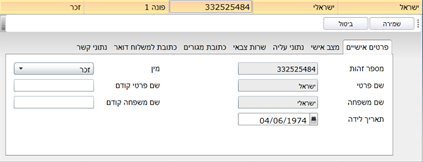 ישראל ישראלי 332525484 פונה 1 זכר
שמירה ביטול
פרטים אישיים מצב אישי נתוני עליה שרות צבאי כתובת מגורים כתובת למשלוח דואר נתוני קשר
מספר זהות 332525484 מין זכר
שם פרטי ישראל שם פרטי קודם
שם משפחה ישראלי שם משפחה קודם
תאריך לידה 04/06/1974